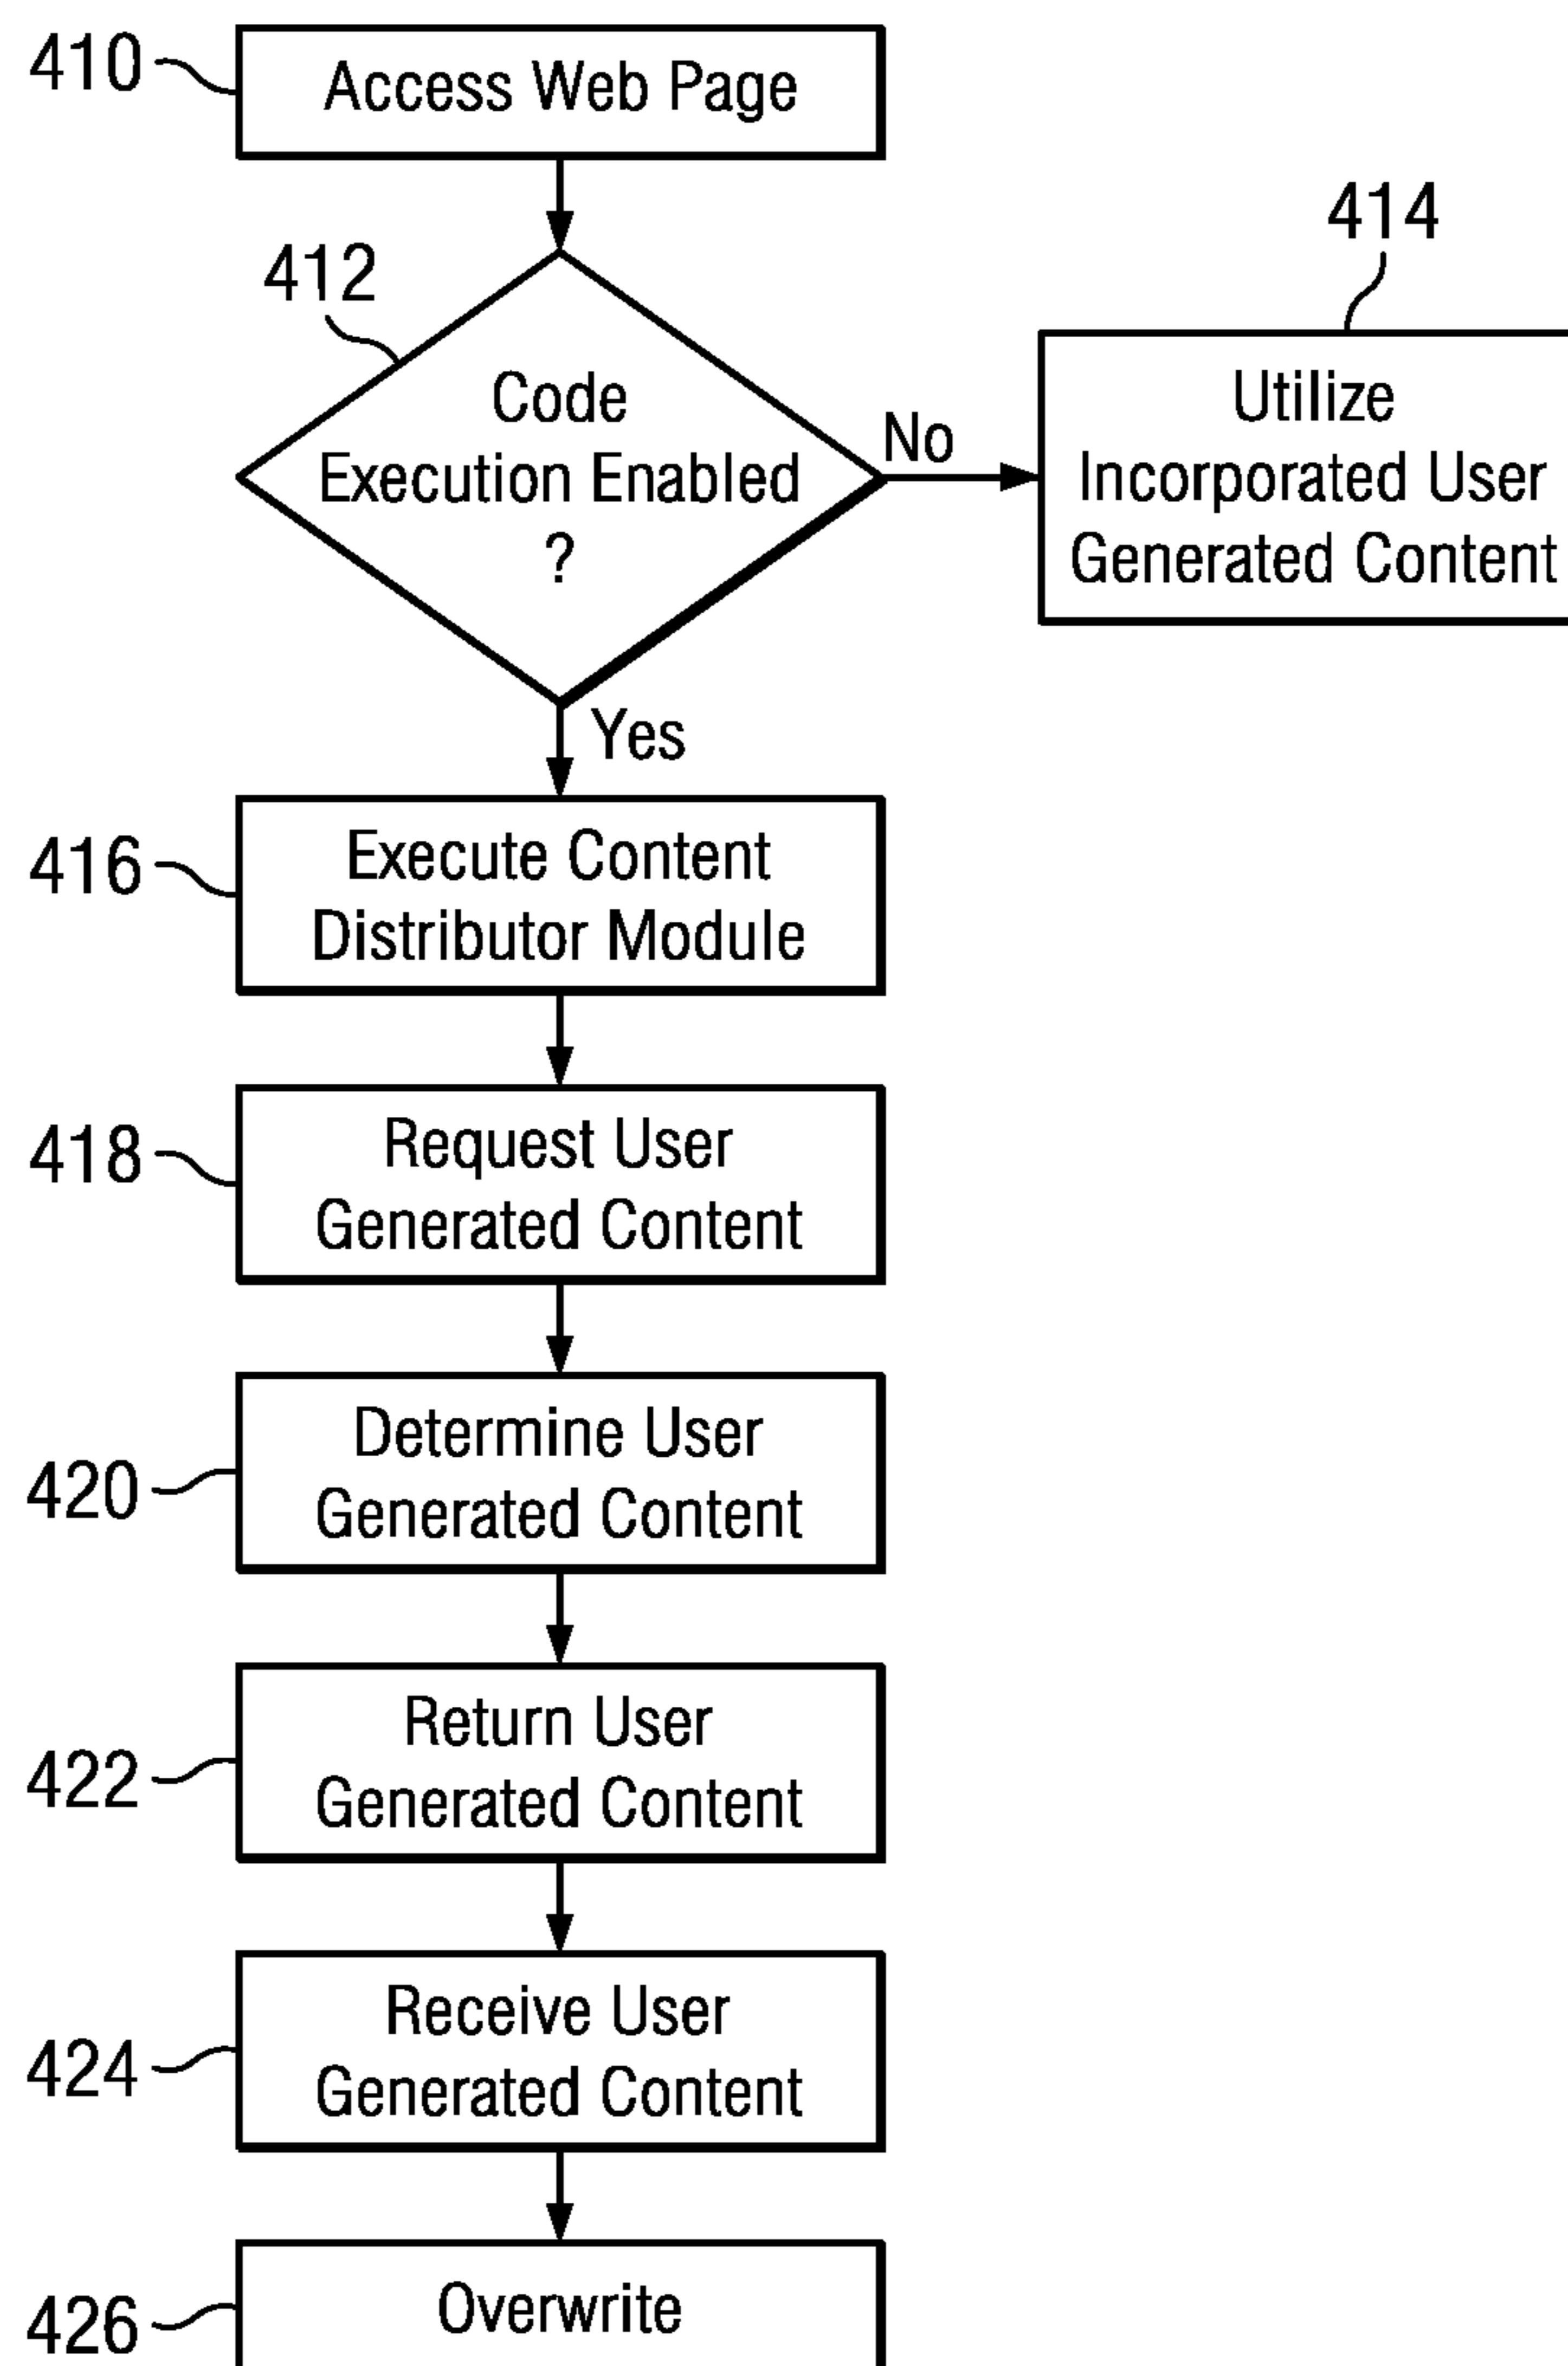 410
Access Web Page
412
414
Code
Execution Enabled
?
No
Utilize
Incorporated User
Generated Content
Yes
416
Execute Content
Distributor Module
418
Request User
Generated Content
420
Determine User
Generated Content
422
Return User
Generated Content
424
Receive User
Generated Content
426
Overwrite